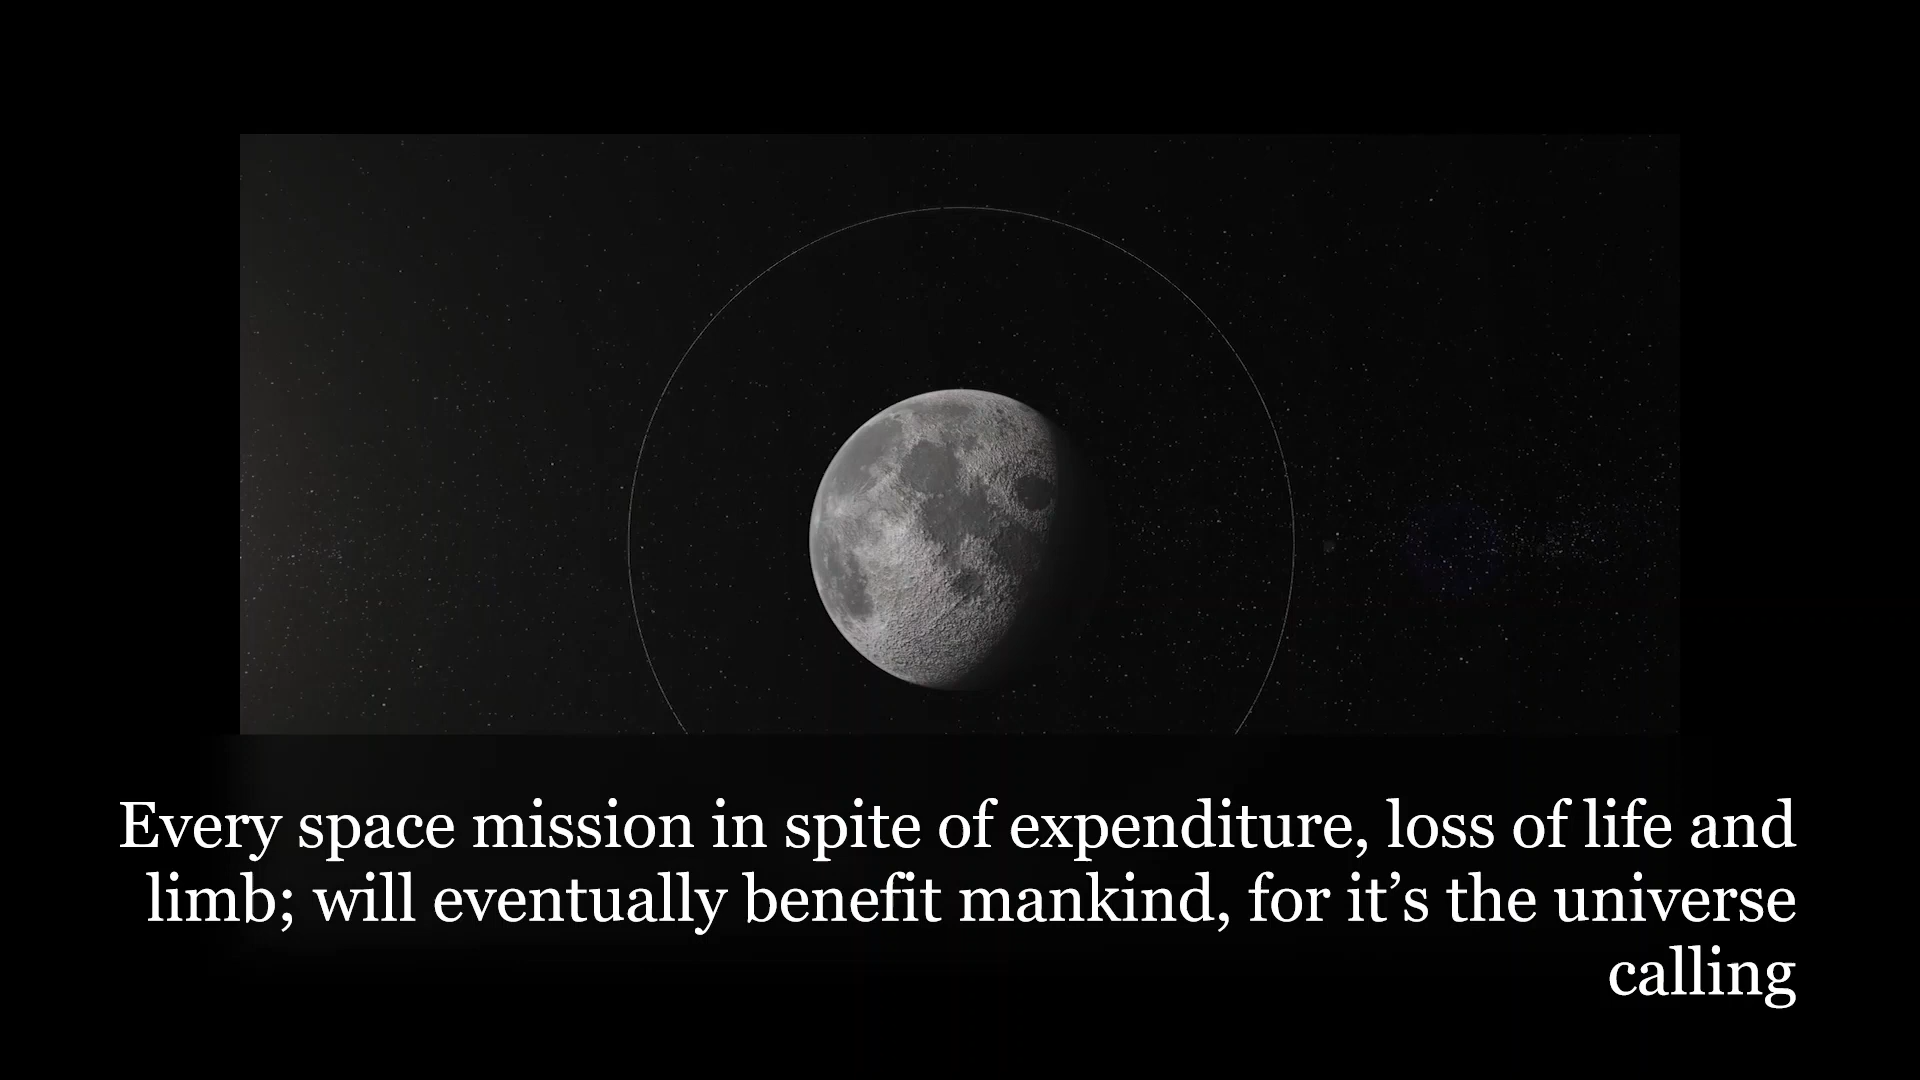 Every space mission in spite of expenditure, loss of life and
limb; will eventually benefit mankind, for it’s the universe
calling